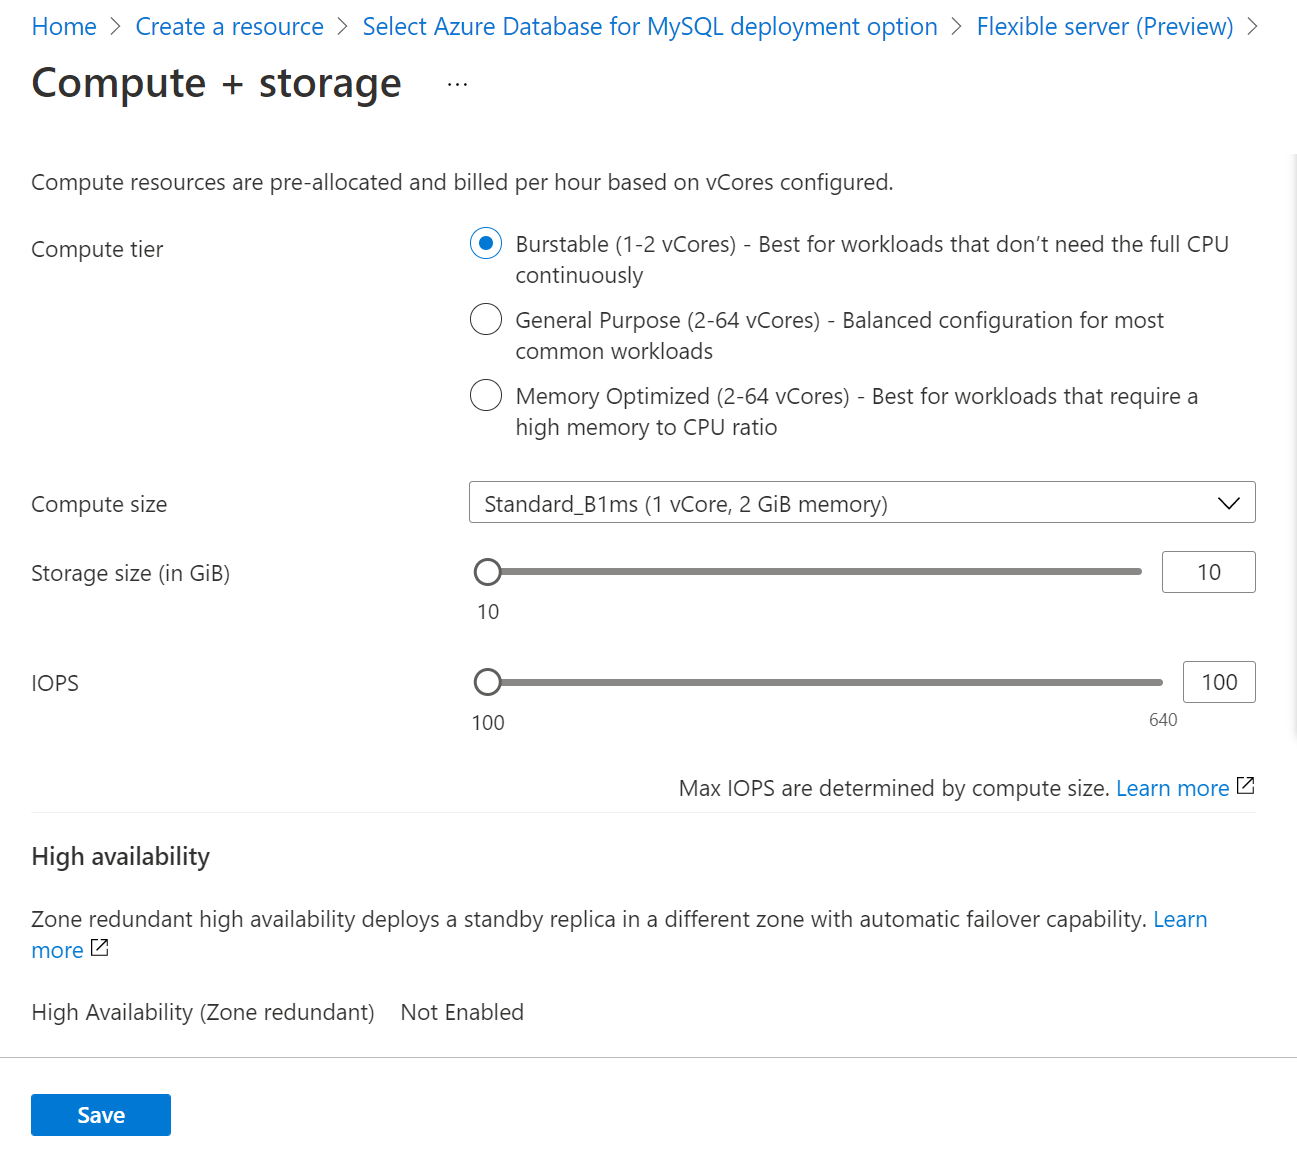 Home > Create a resource > Select Azure Database for MySQL deployment option > Flexible server (Preview) >
Compute + storage ...
Compute resources are pre-allocated and billed per hour based on vCores configured.
Compute tier
Burstable (1-2 vCores) - Best for workloads that don’t need the full CPU
continuously
General Purpose (2-64 vCores) - Balanced configuration for most
common workloads
Memory Optimized (2-64 vCores) - Best for workloads that require a
high memory to CPU ratio
Compute size
Standard_B1ms (1 vCore, 2 GiB memory)
Storage size (in GiB)
10
10
IOPS
100
100
640
Max IOPS are determined by compute size. Learn more
High availability
Zone redundant high availability deploys a standby replica in a different zone with automatic failover capability. Learn
more
High Availability (Zone redundant) Not Enabled
Save